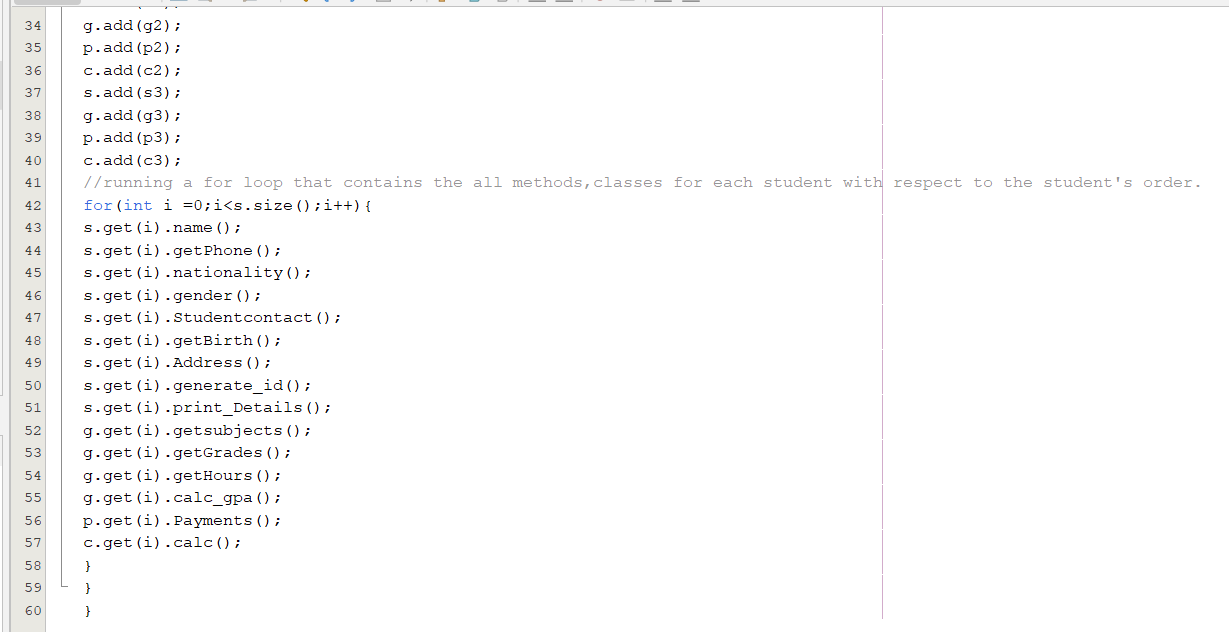 34 g.add(g2);
35 p.add(p2);
36 c.add(c2);
37 s.add(s3);
38 g.add(g3);
39 p.add(p3);
40 c.add(c3);
41 //running a for loop that contains the all methods,classes for each student with respect to the student's order.
42 for(int i =0;i<s.size();i++){
43 s.get(i).name();
44 s.get(i).getPhone();
45 s.get(i).nationality();
46 s.get(i).gender();
47 s.get(i).Studentcontact();
48 s.get(i).getBirth();
49 s.get(i).Address();
50 s.get(i).generate_id();
51 s.get(i).print_Details();
52 g.get(i).getsubjects();
53 g.get(i).getGrades();
54 g.get(i).getHours();
55 g.get(i).calc_gpa();
56 p.get(i).Payments();
57 c.get(i).calc();
58 }
59 }
60 }